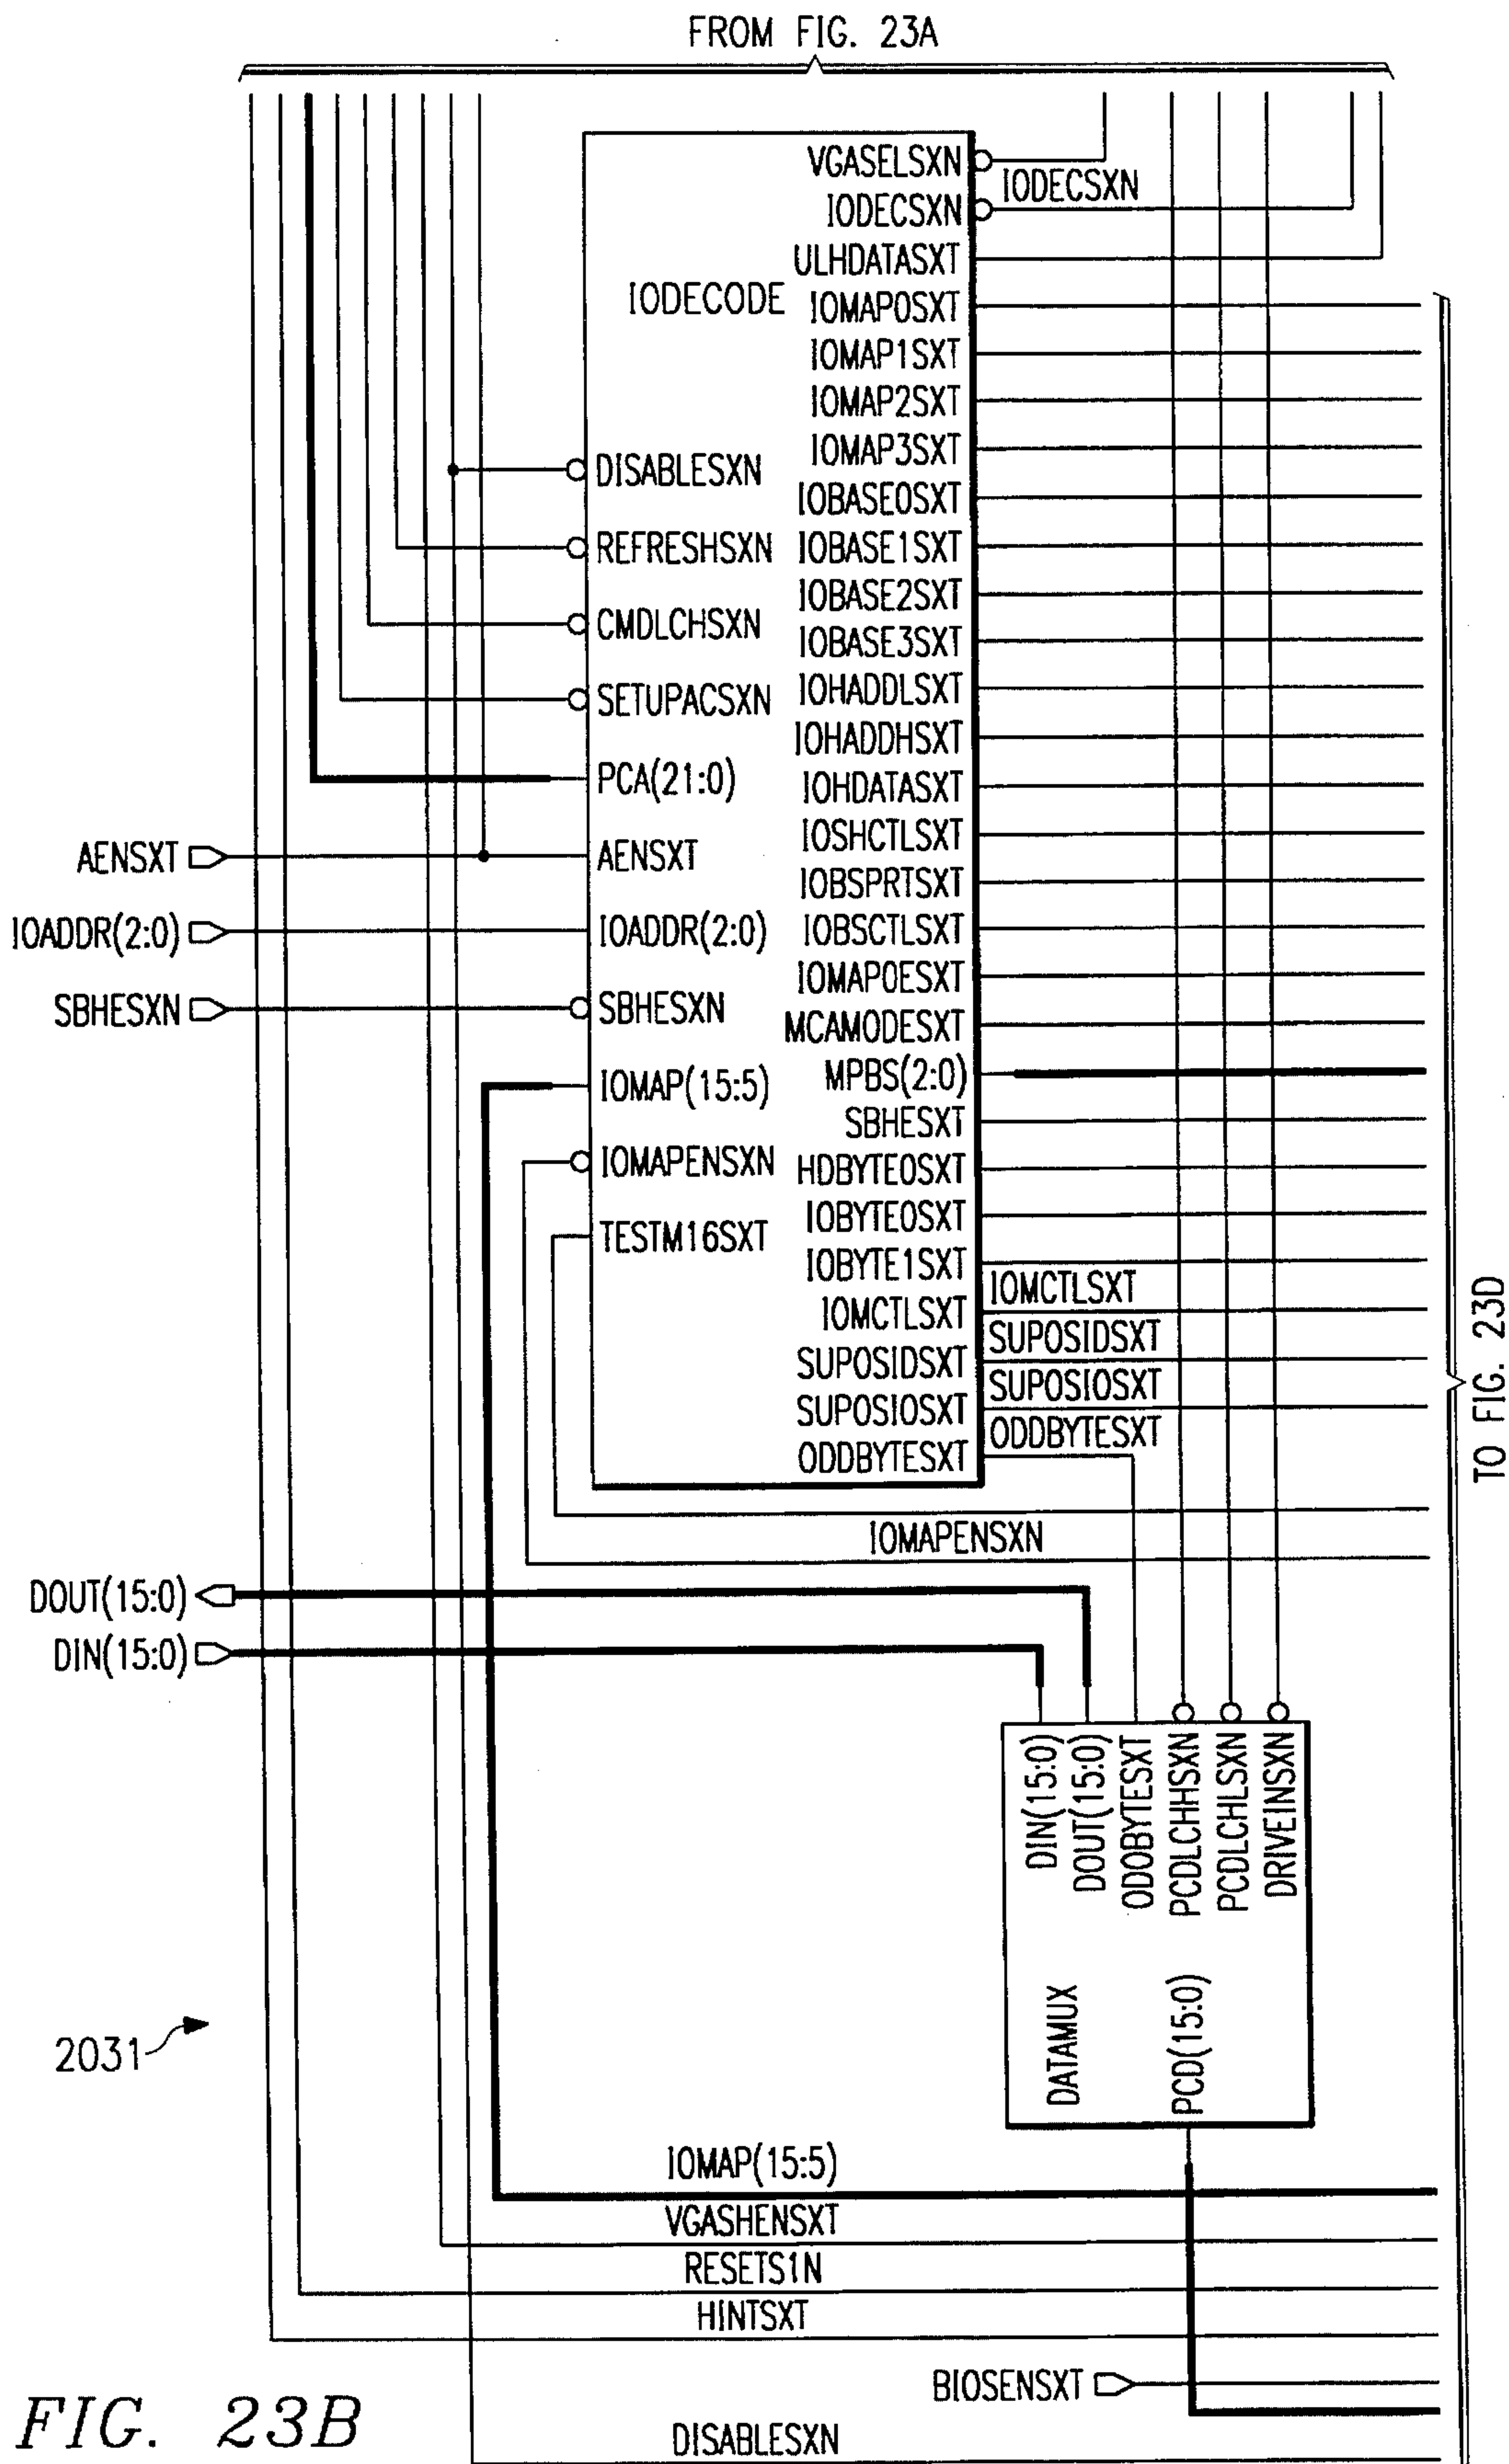 FROM FIG. 23A
VGASELSXN
IODECSXN
IODECSXN
ULHDATASXT
IODECODE
IOMAP0SXT
IOMAP1SXT
IOMAP2SXT
IOMAP3SXT
DISABLESXN
IOBASE0SXT
REFRESHSXN
IOBASE1SXT
IOBASE2SXT
CMDLCHSXN
IOBASE3SXT
SETUPACSXN
IOHADDLSXT
IOHADDHSXT
PCA(21:0)
IOHDATASXT
IOSHCTLSXT
AENSXT
AENSXT
IOBSPRTSXT
IOADDR(2:0)
IOADDR(2:0)
IOBSCTLSXT
IOMAPOESXT
SBHESXN
SBHESXN
MCAMODESXT
IOMAP(15:5)
MPBS(2:0)
SBHESXT
IOMAPENSXN
HDBYTE0SXT
IOBYTE0SXT
TESTM16SXT
IOBYTE1SXT
IOMCTLSXT
IOMCTLSXT
SUPOSIDSXT
SUPOSIDSXT
SUPOSIOSXT
SUPOSIOSXT
ODDBYTESXT
ODDBYTESXT
TO FIG. 23D
IOMAPENSXN
DOUT(15:0)
DIN(15:0)
DIN(15:0)
DOUT(15:0)
ODOBYTESXT
PCDLCHHSXN
PCDLCHLSXN
DRIVEINSXN
DATAMUX
PCD(15:0)
2031
IOMAP(15:5)
VGASHENSXT
RESETS1N
HINTSXT
BIOSENSXT
DISABLESXN
FIG. 23B